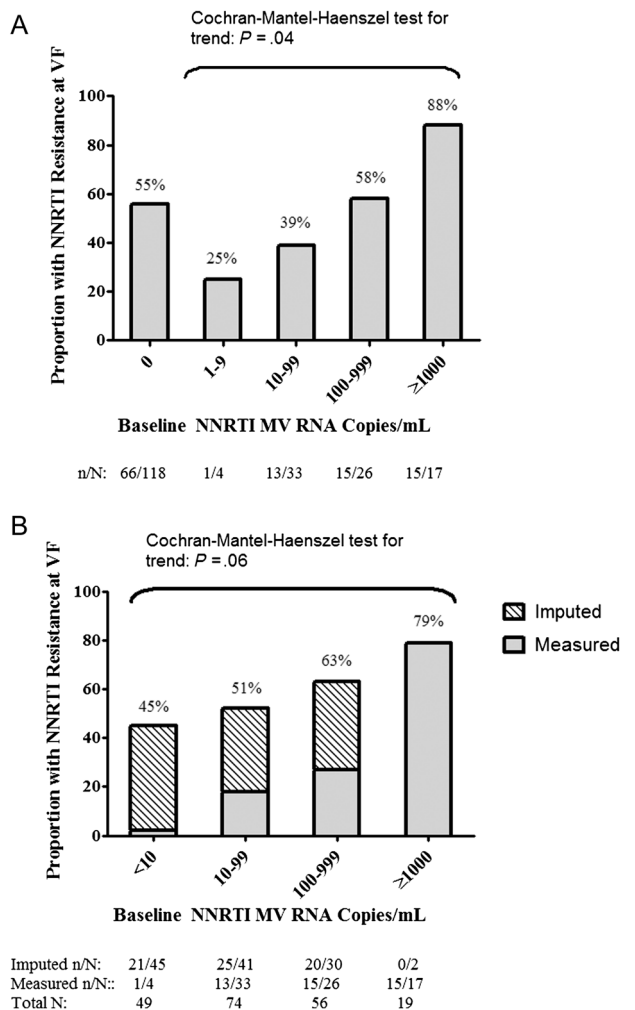 A
Cochran-Mantel-Haenszel test for
trend: P = .04
Proportion with NNRTI Resistance at VF
100
80
60
40
20
0
55%
25%
39%
58%
88%
0
1-9
10-99
100-999
≥1000
Baseline NNRTI MV RNA Copies/mL
n/N: 66/118 1/4 13/33 15/26 15/17
B
Cochran-Mantel-Haenszel test for
trend: P = .06
Proportion with NNRTI Resistance at VF
100
80
60
40
20
0
45%
51%
63%
79%
Imputed
Measured
<10
10-99
100-999
≥1000
Baseline NNRTI MV RNA Copies/mL
Imputed n/N: 21/45 25/41 20/30 0/2
Measured n/N:: 1/4 13/33 15/26 15/17
Total N: 49 74 56 19